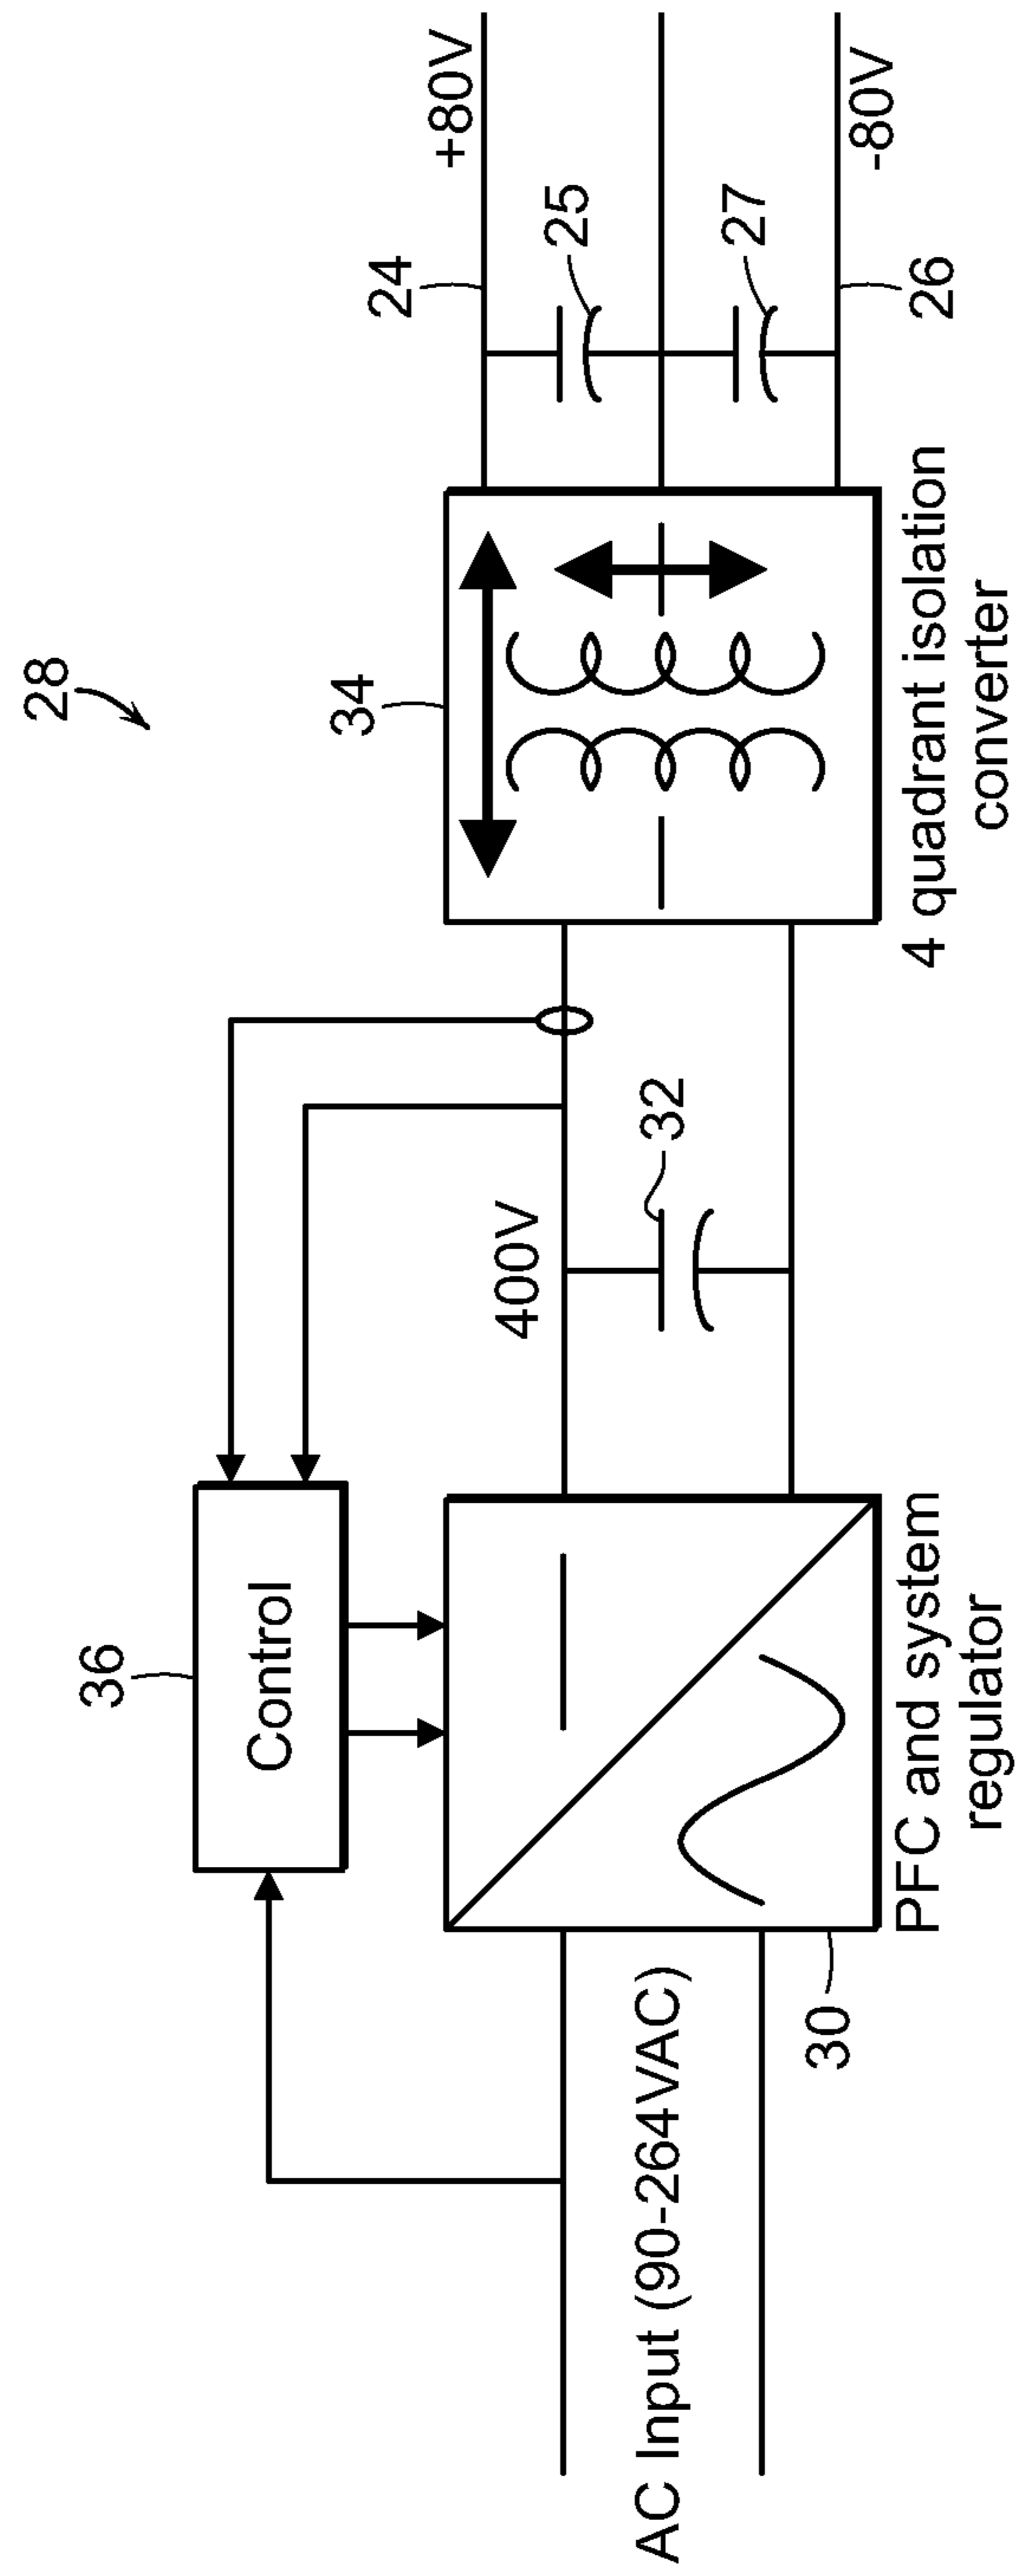 28
36
Control
34
24
+80V
25
27
26
-80V
400V
32
AC Input (90-264VAC)
30
PFC and system
regulator
4 quadrant isolation
converter